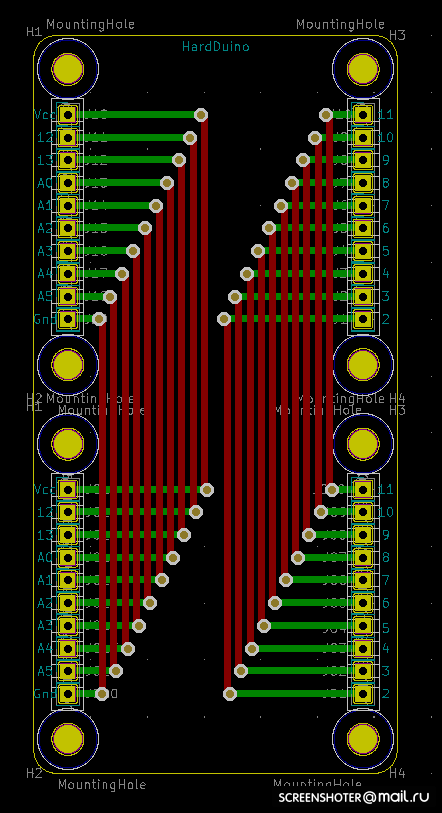 MountingHole MountingHole
H1 H3
HardDuino
Vcc 11
12 10
13 9
A0 8
A1 7
A2 6
A3 5
A4 4
A5 3
Gnd 2
H2 MountingHole MountingHole H4
H1 MountingHole MountingHole H3
Vcc 11
12 10
13 9
A0 8
A1 7
A2 6
A3 5
A4 4
A5 3
Gnd 2
H2 H4
MountingHole MountingHole
SCREENSHOTER@mail.ru